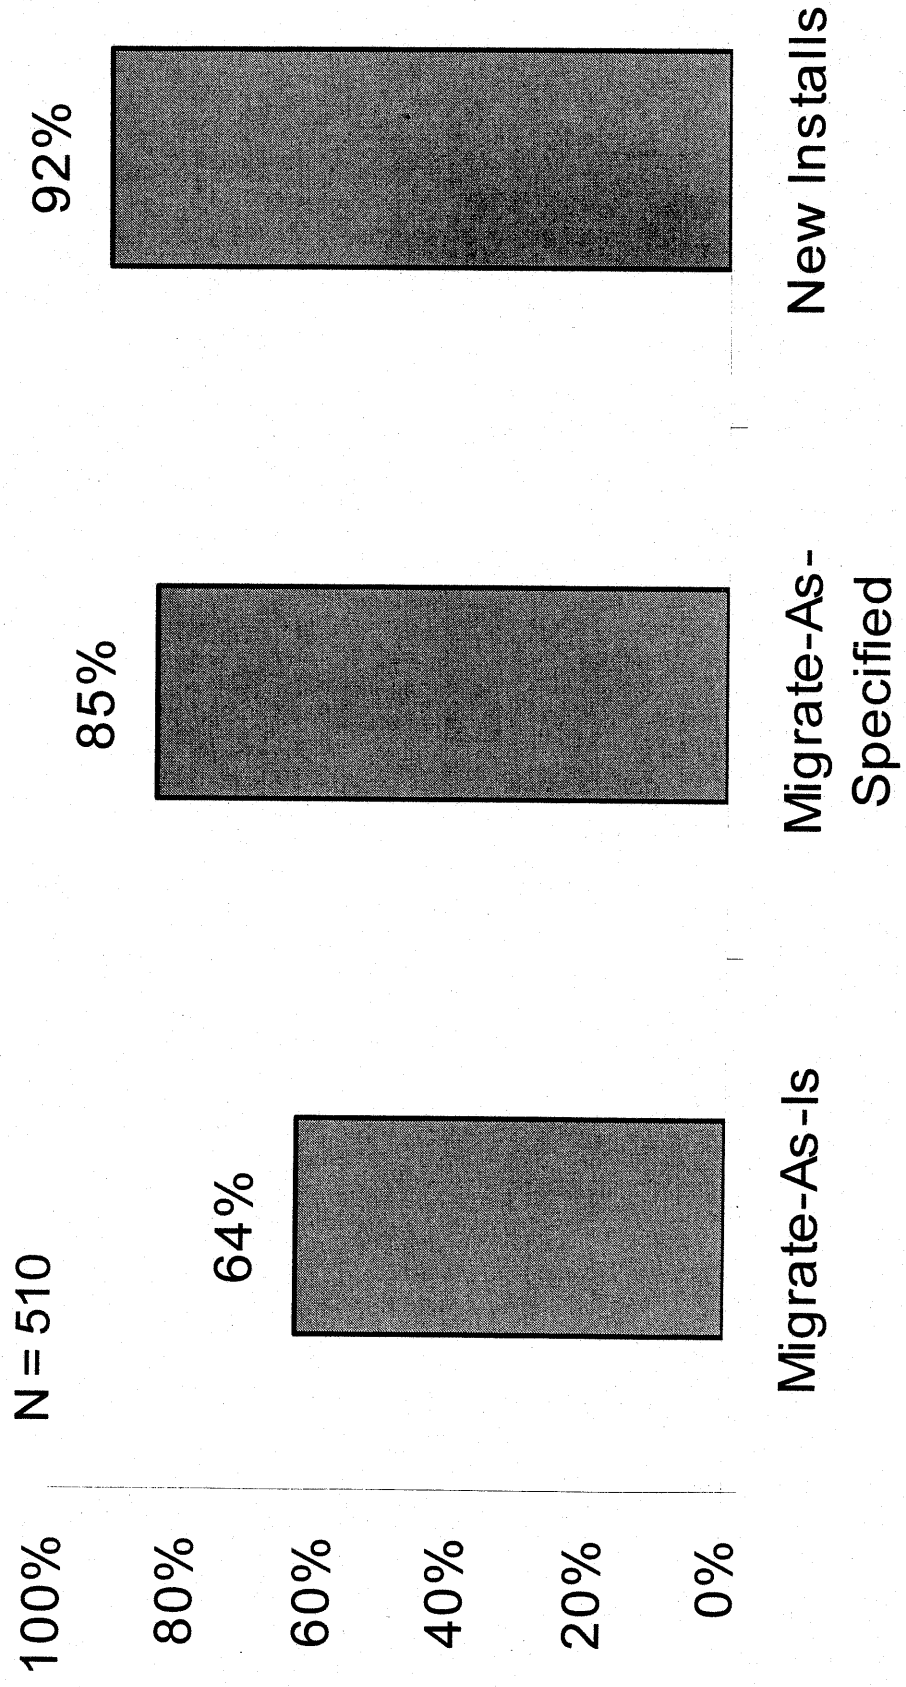 N = 510
100%
80%
60%
40%
20%
0%
64%
85%
92%
Migrate-As-Is
Migrate-As-
Specified
New Installs